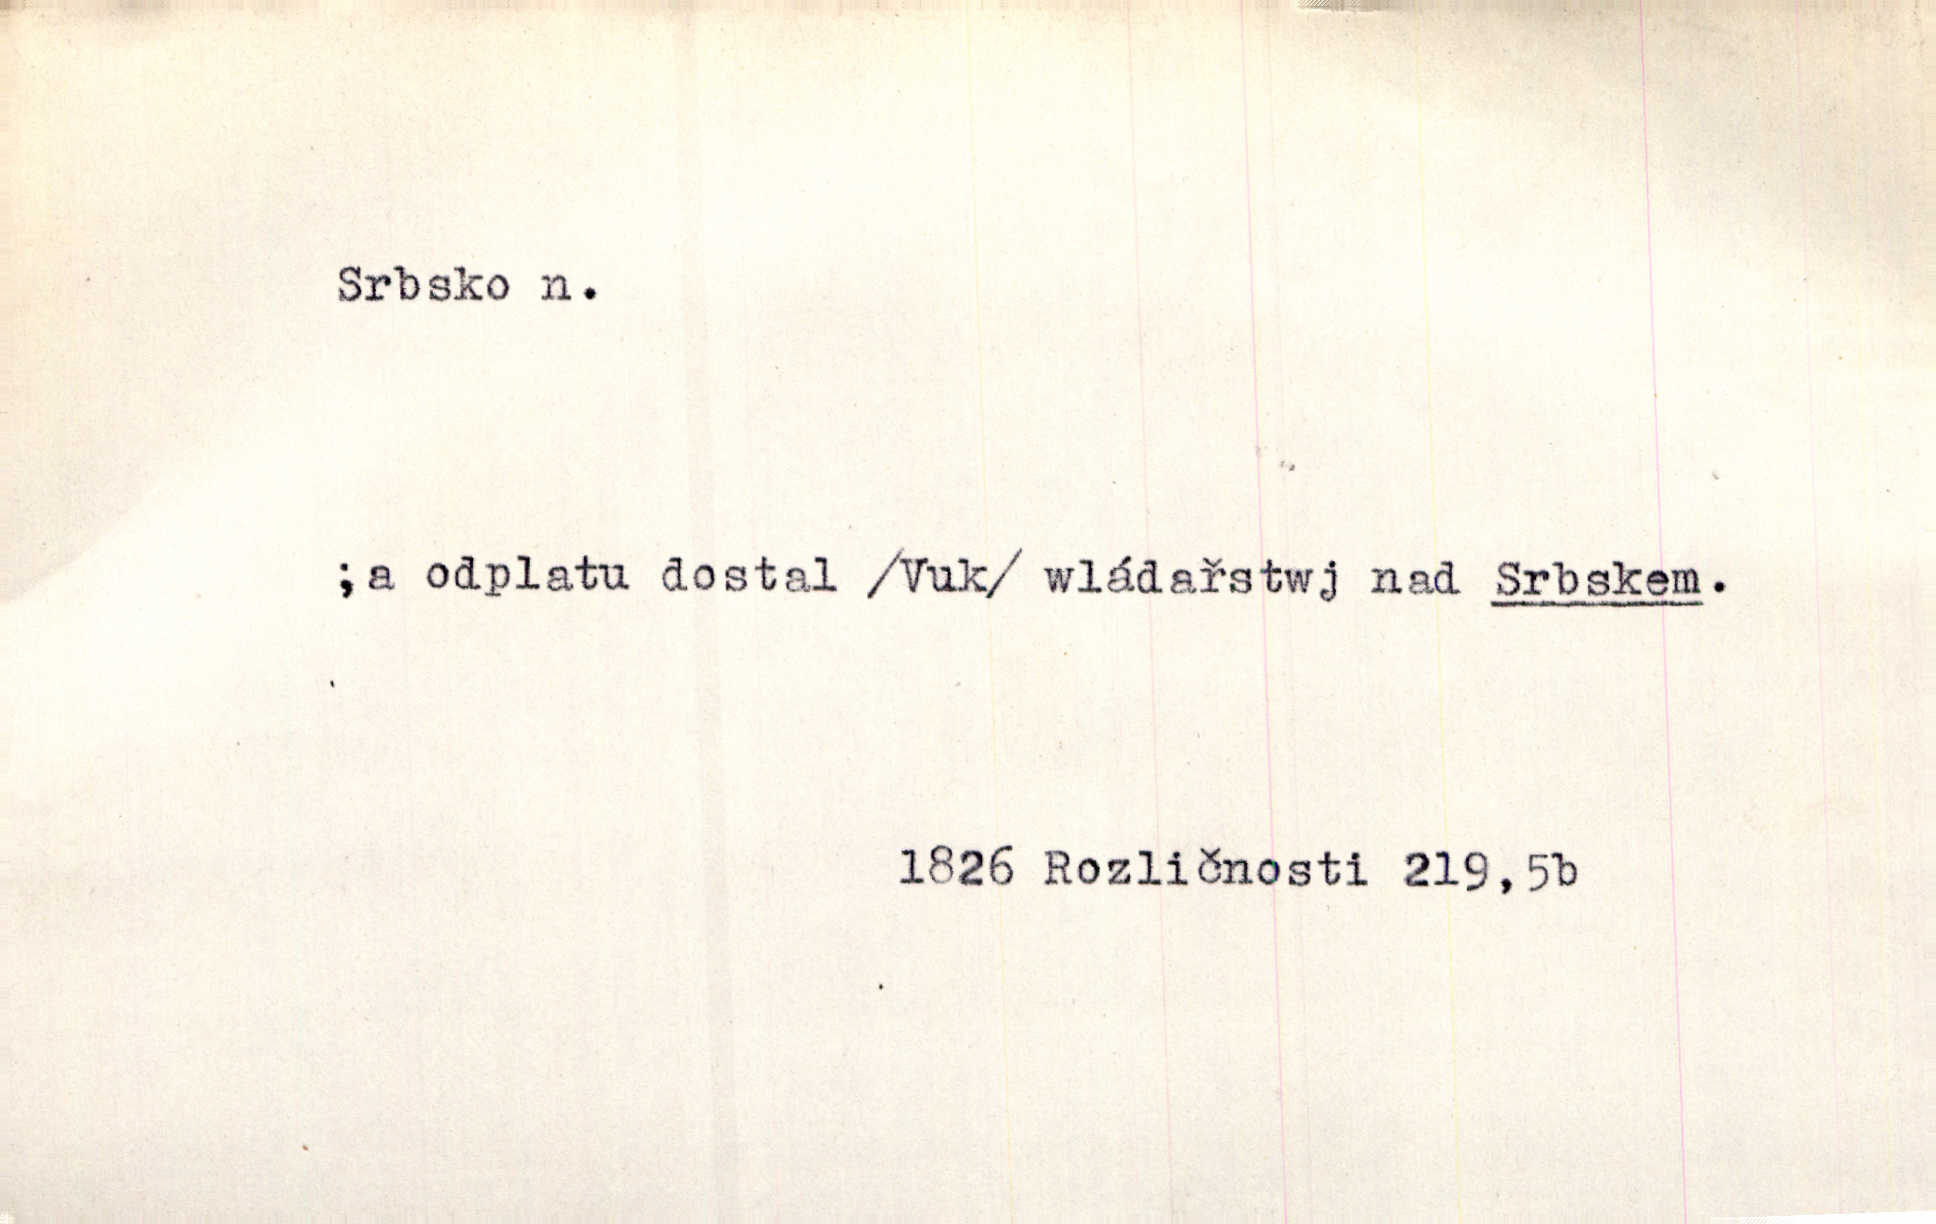 Srbsko n.
;a odplatu dostal /Vuk/ wládařstwj nad Srbskem.
1826 Rozličnosti 219,5b